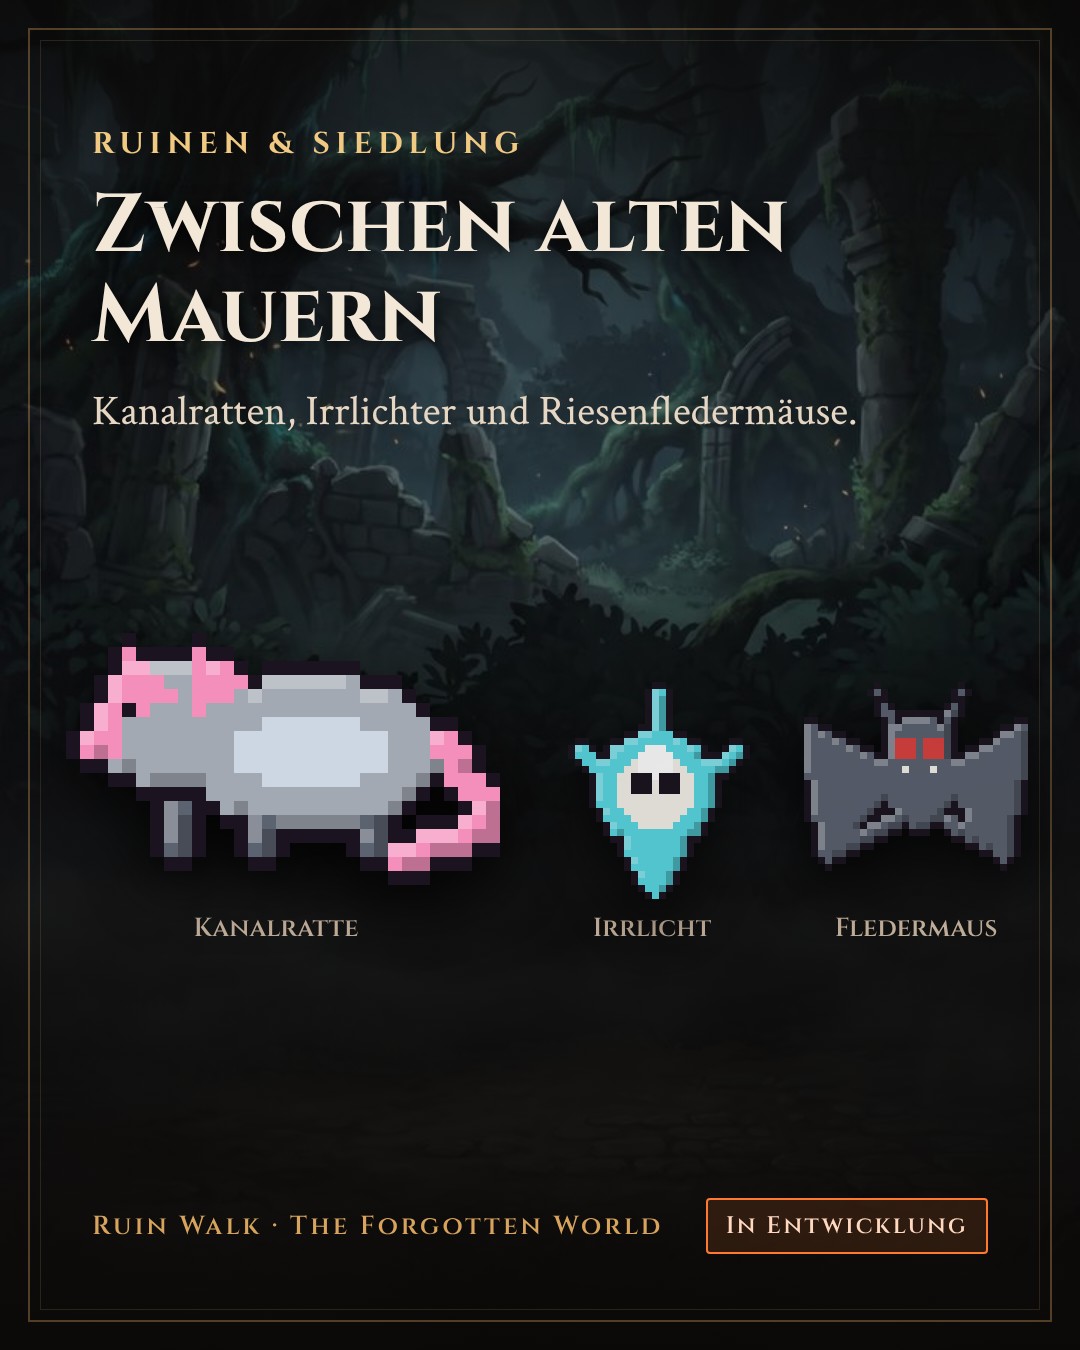 RUINEN & SIEDLUNG
ZWISCHEN ALTEN
MAUERN
Kanalratten, Irrlichter und Riesenfledermäuse.
KANALRATTE
IRRLICHT
FLEDERMAUS
RUIN WALK · THE FORGOTTEN WORLD
IN ENTWICKLUNG